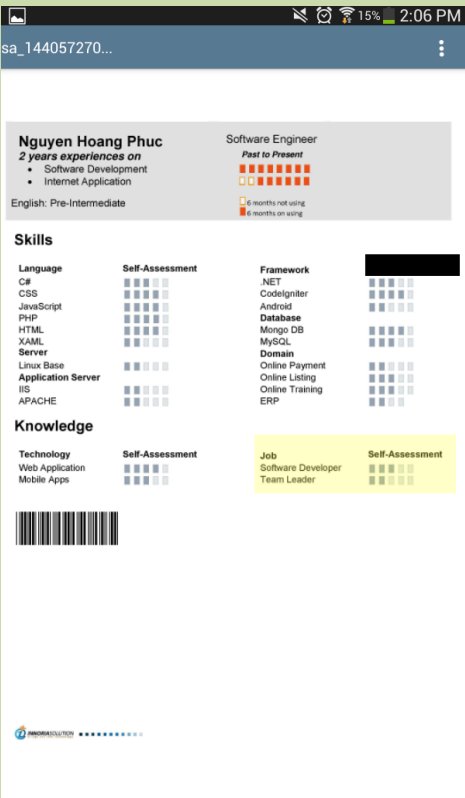 15% 2:06 PM
sa_144057270...
Nguyen Hoang Phuc
2 years experiences on
• Software Development
• Internet Application
English: Pre-Intermediate
Software Engineer
Past to Present
6 months not using
6 months on using
Skills
Language Self-Assessment
C#
CSS
JavaScript
PHP
HTML
XAML
Server
Linux Base
Application Server
IIS
APACHE
Framework
.NET
CodeIgniter
Android
Database
Mongo DB
MySQL
Domain
Online Payment
Online Listing
Online Training
ERP
Knowledge
Technology Self-Assessment
Web Application
Mobile Apps
Job Self-Assessment
Software Developer
Team Leader